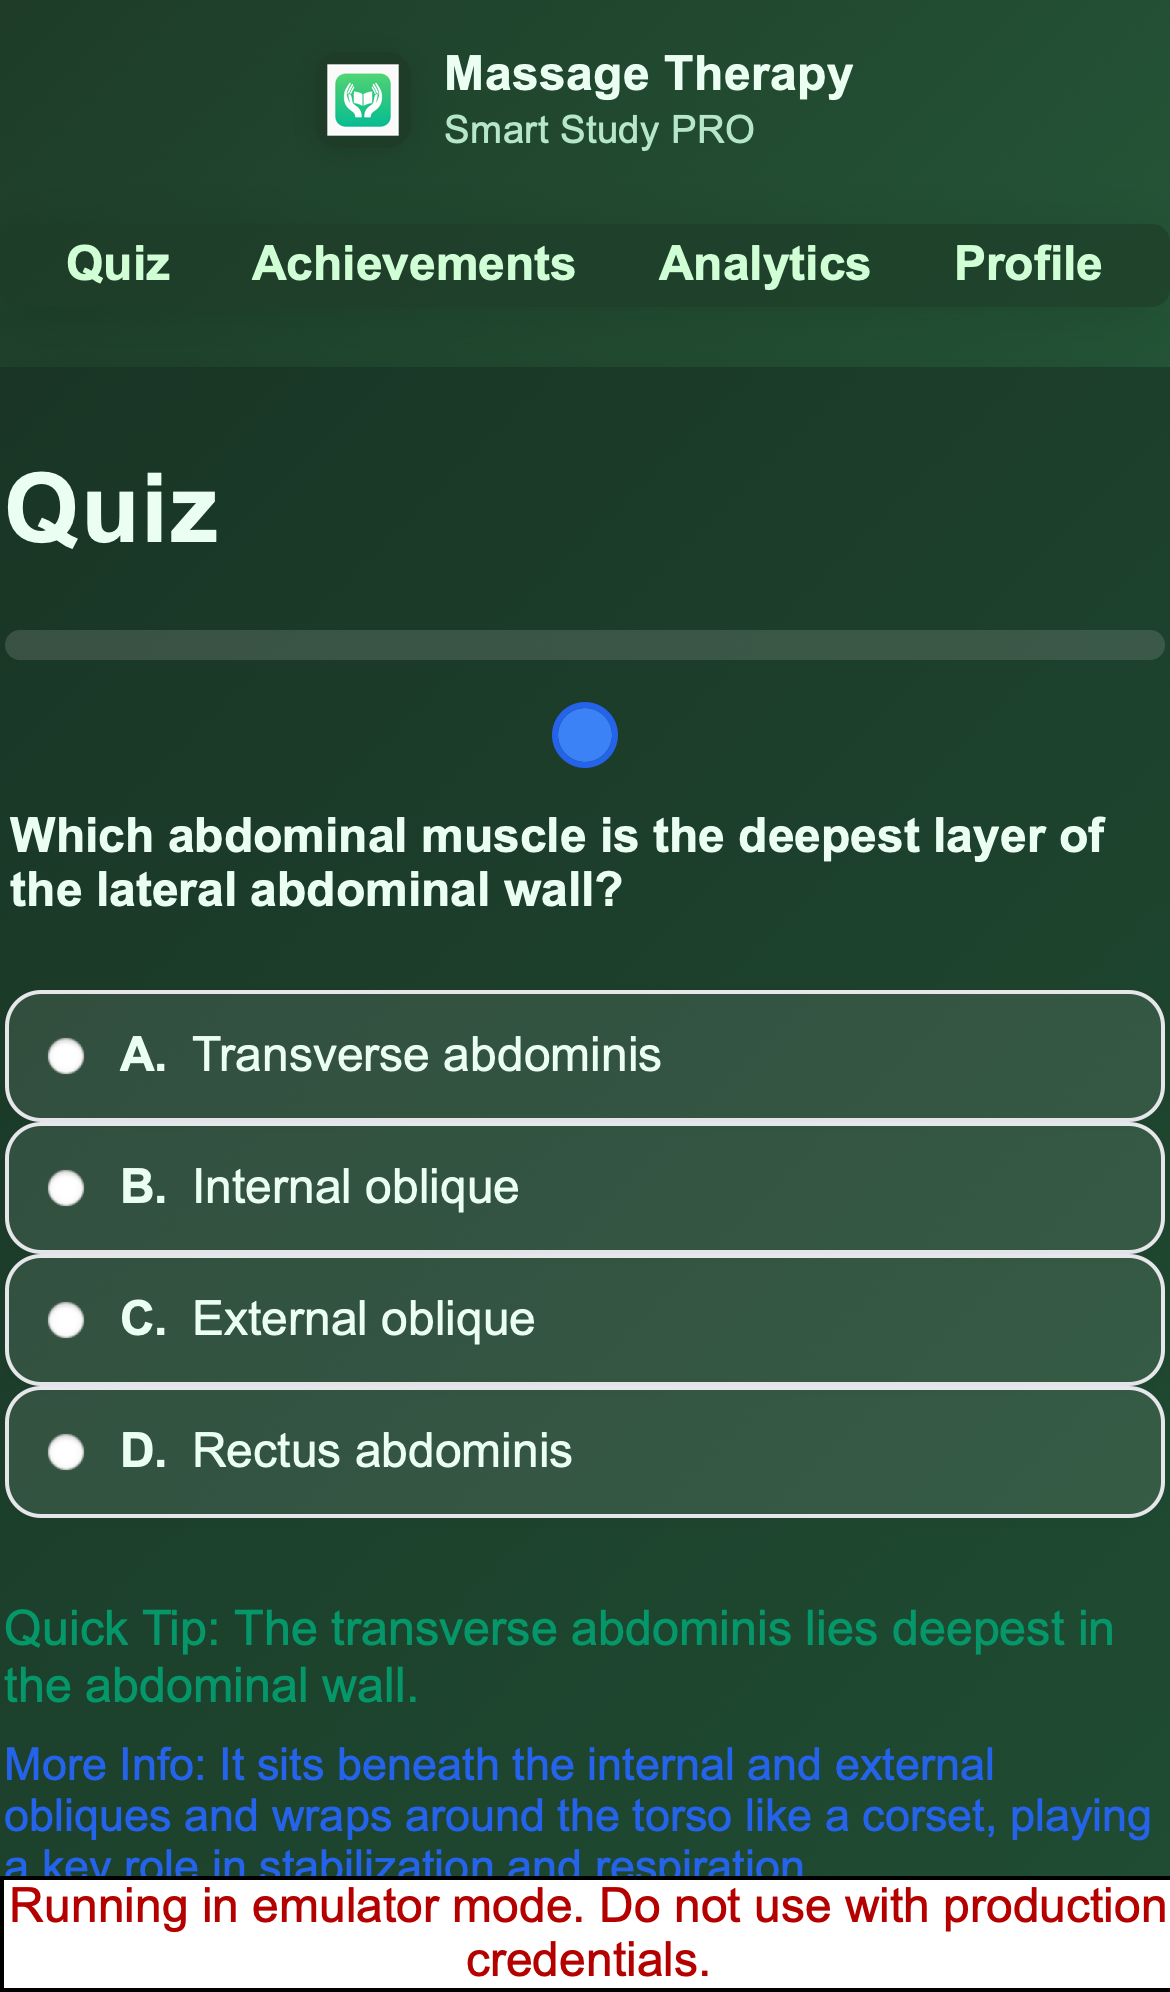 Massage Therapy
Smart Study PRO
Quiz Achievements Analytics Profile
Quiz
Which abdominal muscle is the deepest layer of
the lateral abdominal wall?
A. Transverse abdominis
B. Internal oblique
C. External oblique
D. Rectus abdominis
Quick Tip: The transverse abdominis lies deepest in
the abdominal wall.
More Info: It sits beneath the internal and external
obliques and wraps around the torso like a corset, playing
a key role in stabilization and respiration.
Running in emulator mode. Do not use with production
credentials.